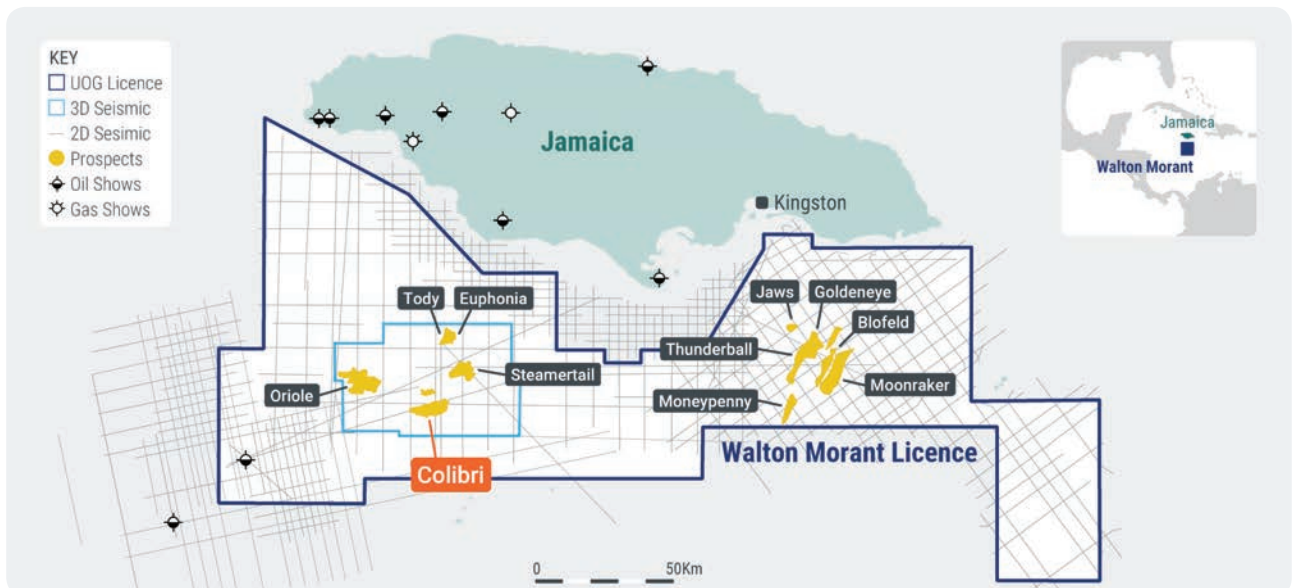 KEY
UOG Licence
3D Seismic
2D Sesimic
Prospects
Oil Shows
Gas Shows
Jamaica
Kingston
Jamaica
Walton Morant
Tody
Euphonia
Oriole
Steamertail
Colibri
Jaws
Goldeneye
Blofeld
Thunderball
Moonraker
Moneypenny
Walton Morant Licence
0
50Km